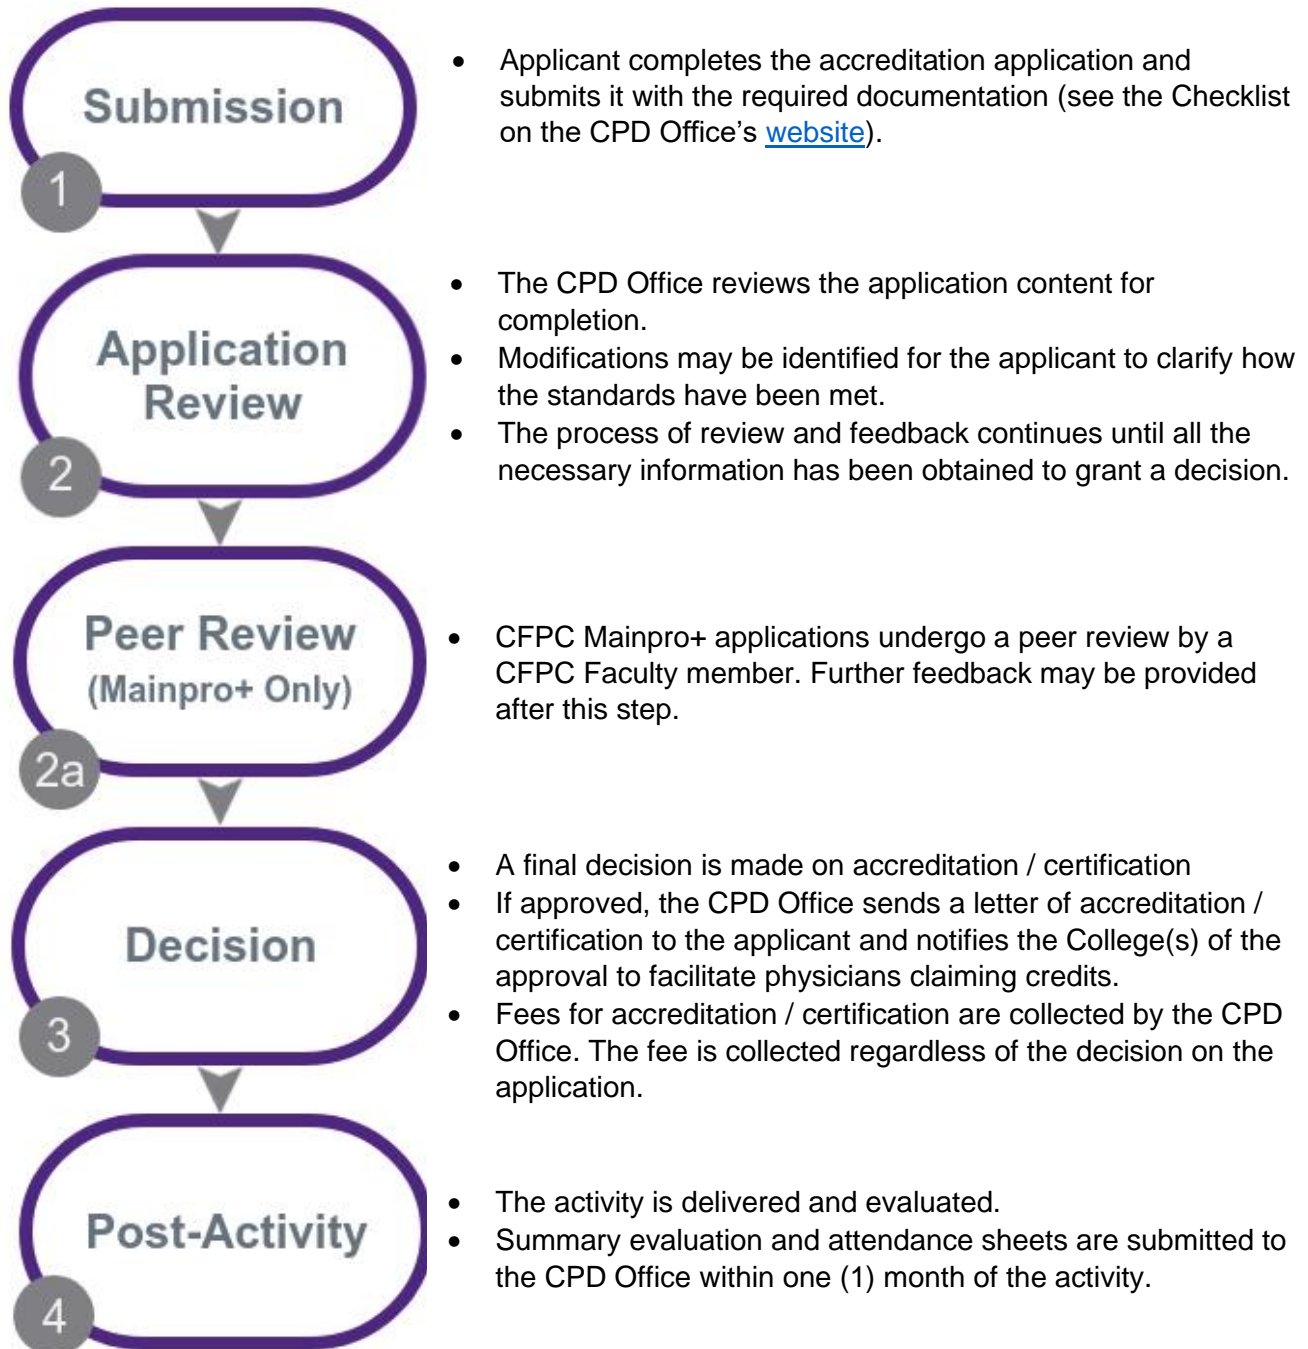 Submission
1
• Applicant completes the accreditation application and
submits it with the required documentation (see the Checklist
on the CPD Office’s website).
Application
Review
2
• The CPD Office reviews the application content for
completion.
• Modifications may be identified for the applicant to clarify how
the standards have been met.
• The process of review and feedback continues until all the
necessary information has been obtained to grant a decision.
Peer Review
(Mainpro+ Only)
2a
• CFPC Mainpro+ applications undergo a peer review by a
CFPC Faculty member. Further feedback may be provided
after this step.
Decision
3
• A final decision is made on accreditation / certification
• If approved, the CPD Office sends a letter of accreditation /
certification to the applicant and notifies the College(s) of the
approval to facilitate physicians claiming credits.
• Fees for accreditation / certification are collected by the CPD
Office. The fee is collected regardless of the decision on the
application.
Post-Activity
4
• The activity is delivered and evaluated.
• Summary evaluation and attendance sheets are submitted to
the CPD Office within one (1) month of the activity.